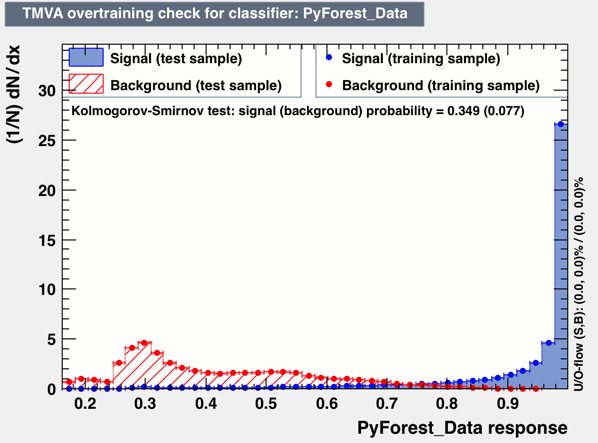 TMVA overtraining check for classifier: PyForest_Data
Signal (test sample)
Background (test sample)
Signal (training sample)
Background (training sample)
Kolmogorov-Smirnov test: signal (background) probability = 0.349 (0.077)
(1/N) dN/dx
30
25
20
15
10
5
0
0.2 0.3 0.4 0.5 0.6 0.7 0.8 0.9
PyForest_Data response
U/O-flow (S,B): (0.0, 0.0)% / (0.0, 0.0)%